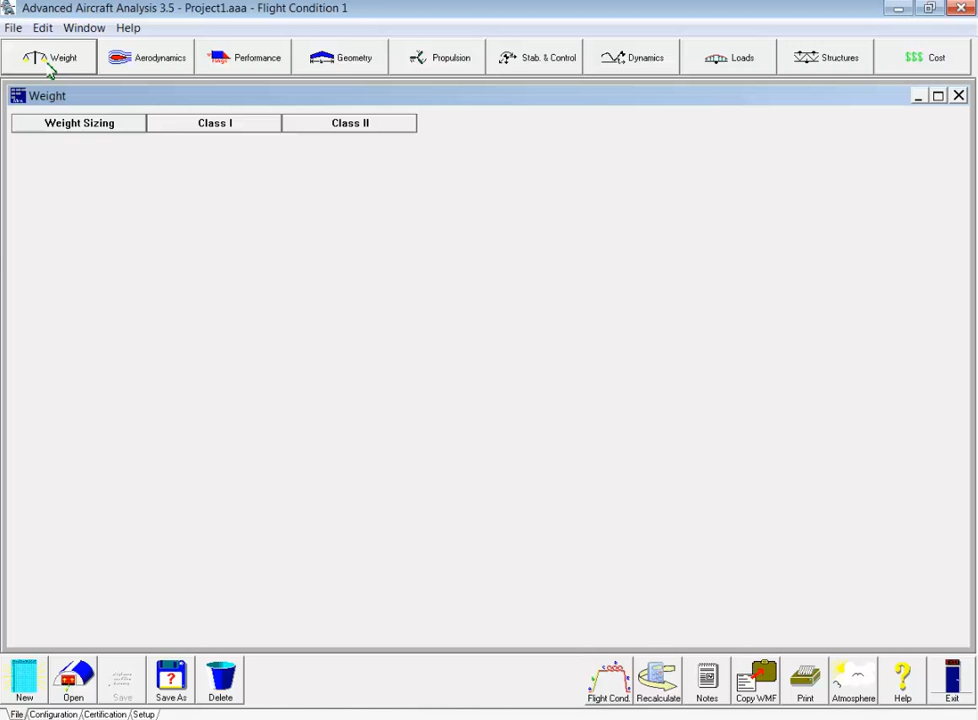 Advanced Aircraft Analysis 3.5 - Project1.aaa - Flight Condition 1
File Edit Window Help
Weight Aerodynamics Performance Geometry Propulsion Stab. & Control Dynamics Loads Structures $$$ Cost
Weight
Weight Sizing Class I Class II
New Open Save Save As Delete Flight Cond. Recalculate Notes Copy WMF Print Atmosphere Help Exit
File Configuration Certification Setup